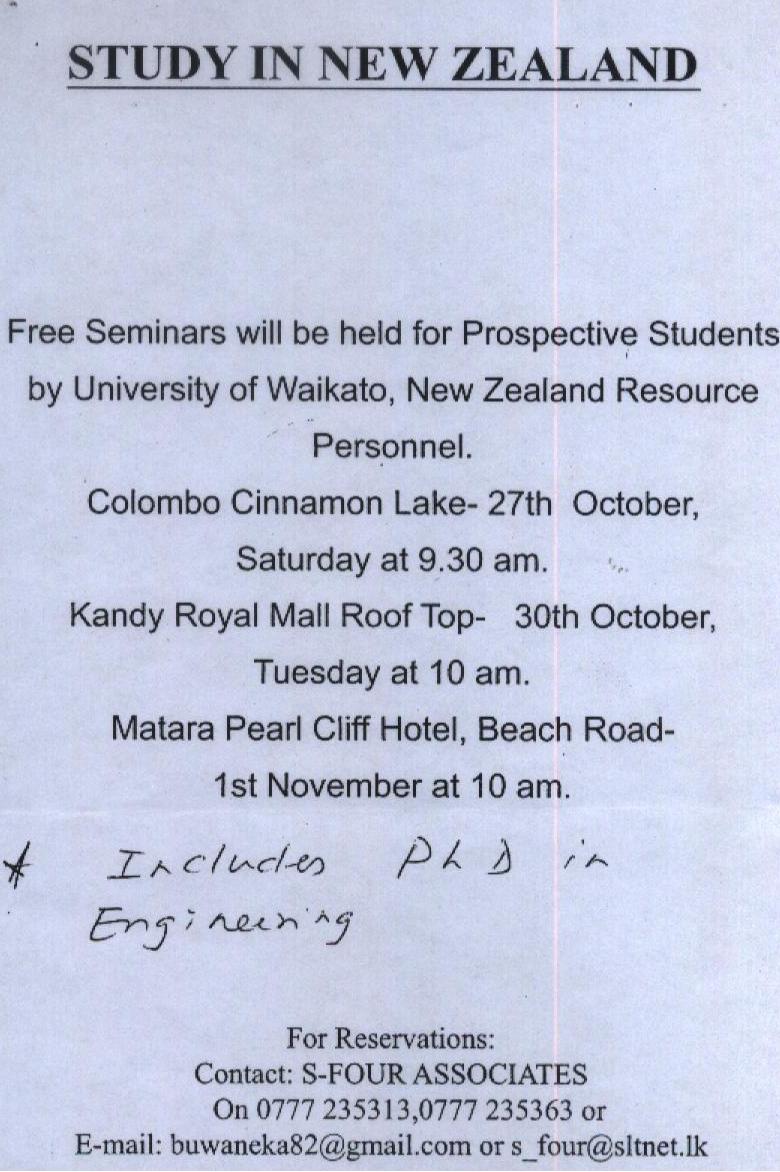 STUDY IN NEW ZEALAND
Free Seminars will be held for Prospective Students
by University of Waikato, New Zealand Resource
Personnel.
Colombo Cinnamon Lake- 27th October,
Saturday at 9.30 am.
Kandy Royal Mall Roof Top- 30th October,
Tuesday at 10 am.
Matara Pearl Cliff Hotel, Beach Road-
1st November at 10 am.
* Includes PhD in
Engineering
For Reservations:
Contact: S-FOUR ASSOCIATES
On 0777 235313,0777 235363 or
E-mail: buwaneka82@gmail.com or s_four@sltnet.lk